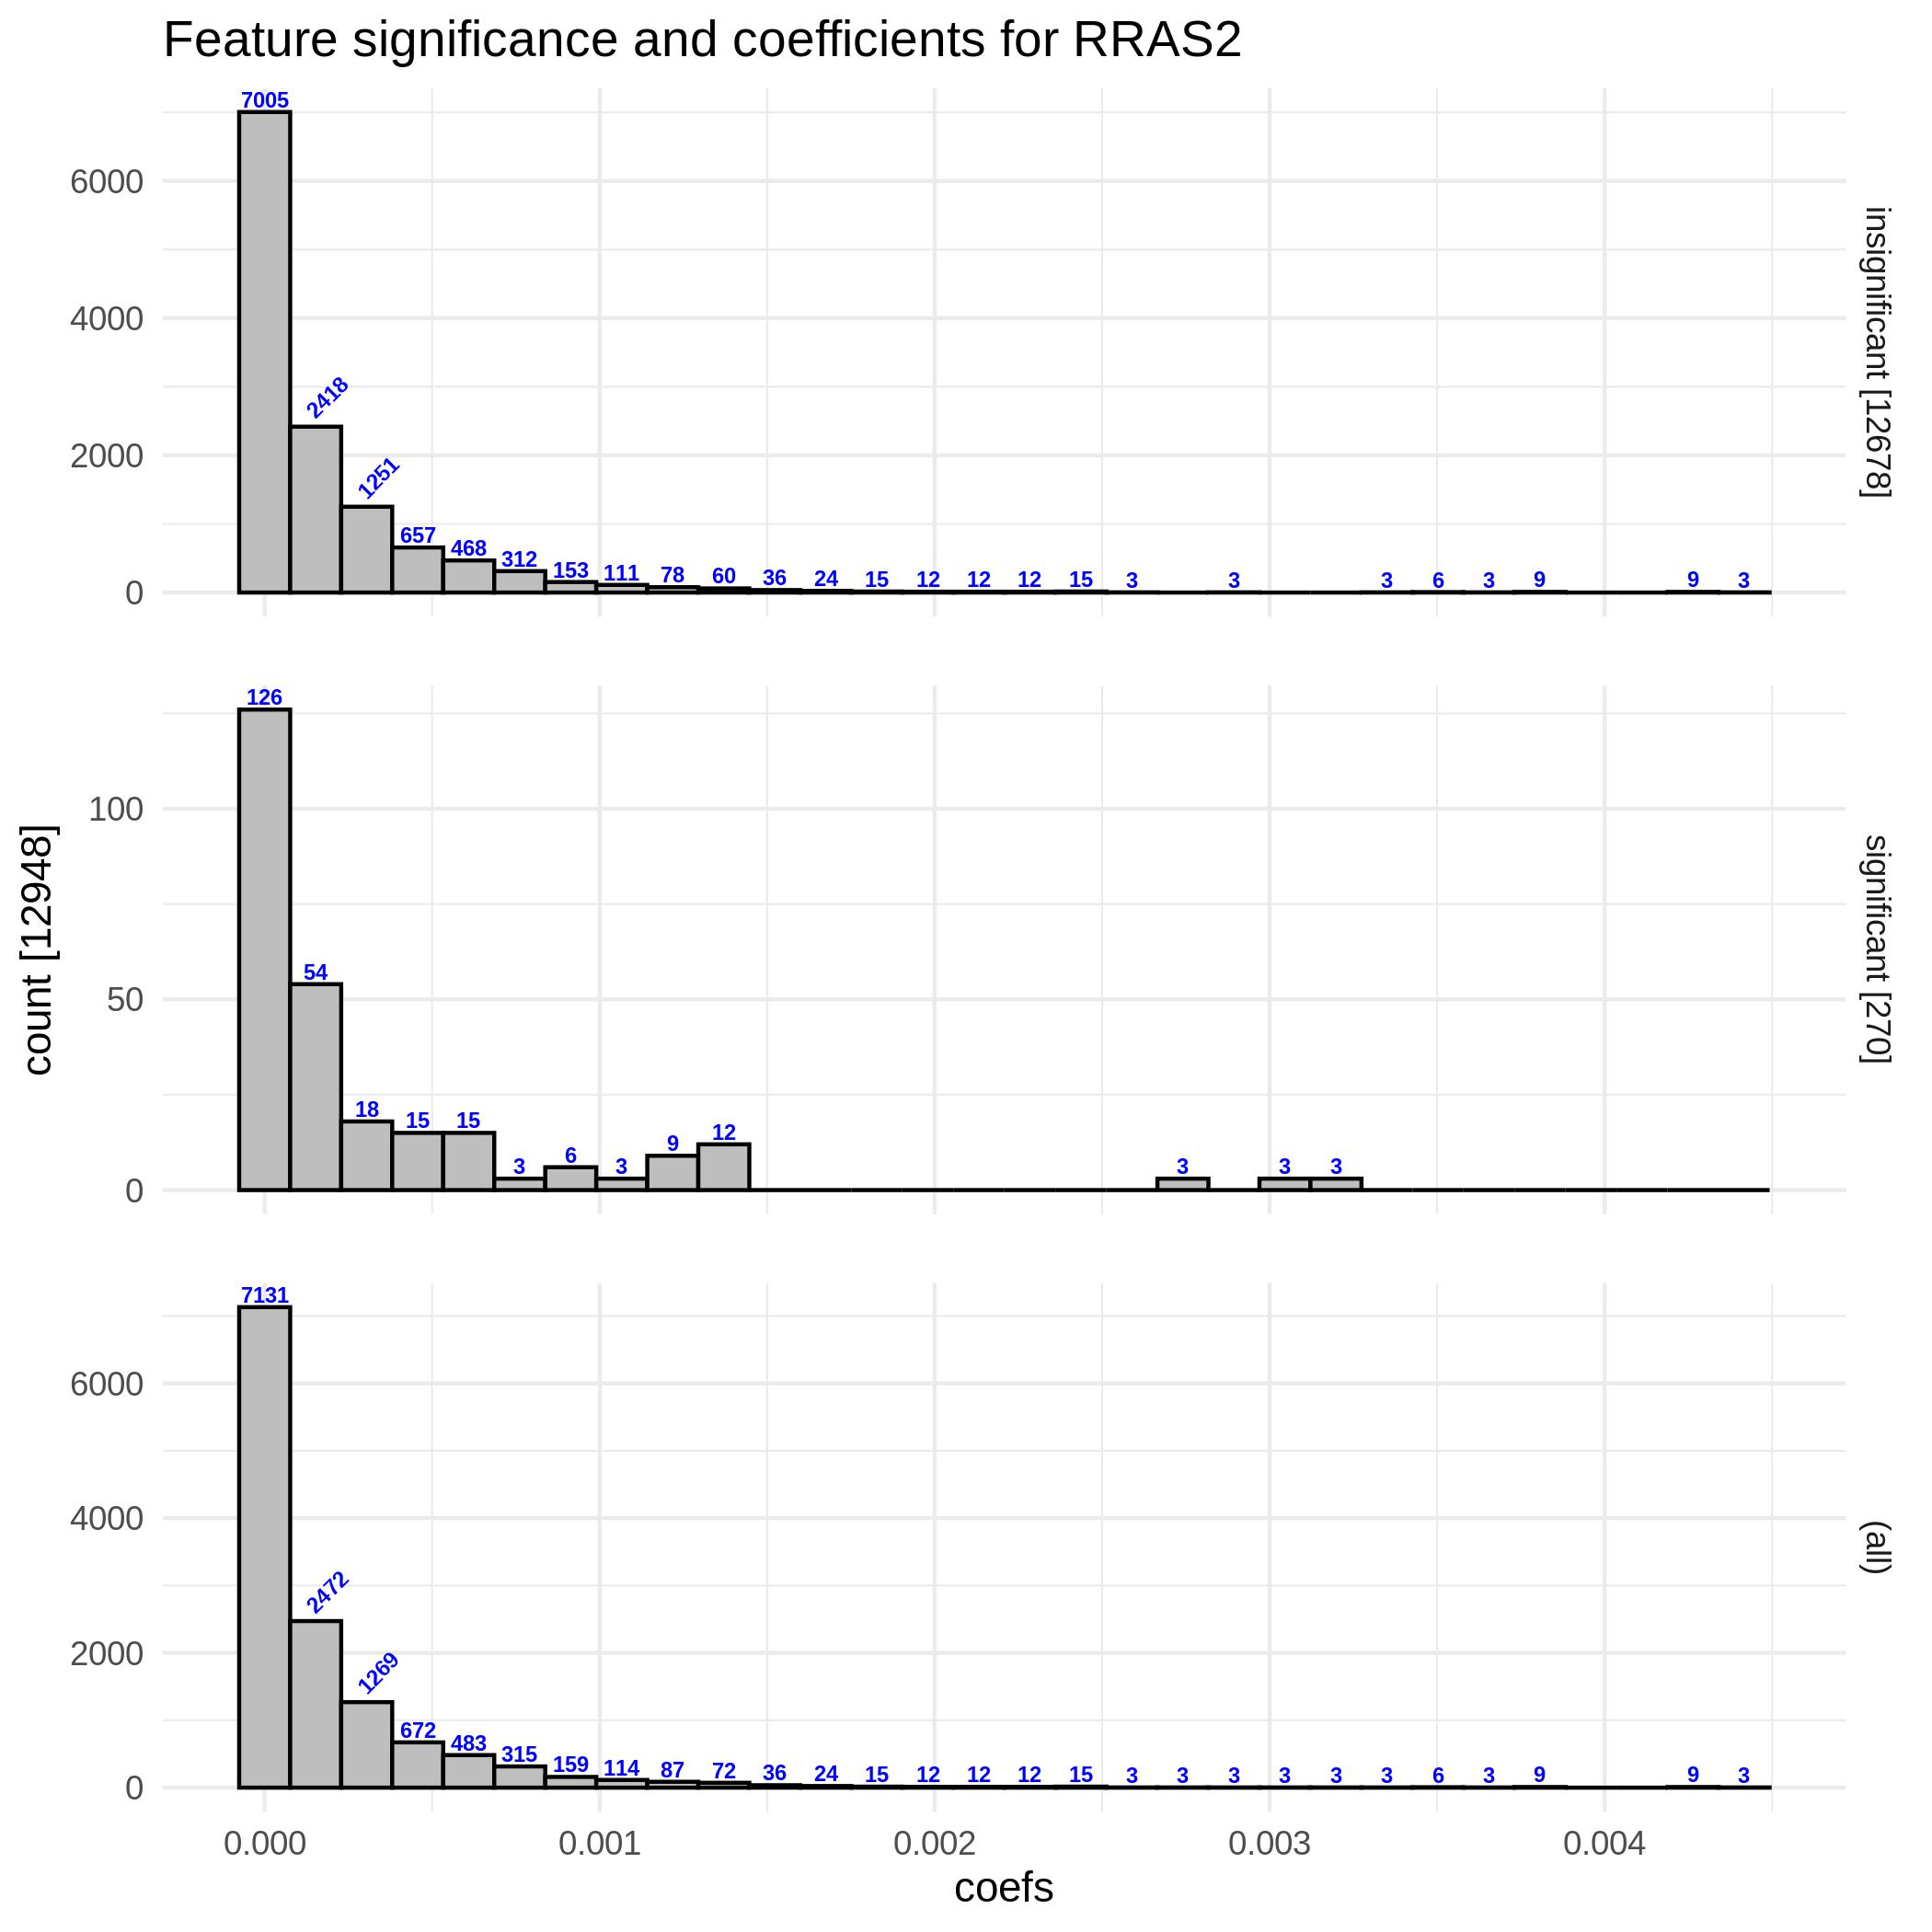 Feature significance and coefficients for RRAS2
count [12948]
7005
2418
1251
657 468 312 153 111 78 60 36 24 15 12 12 12 15 3 3 3 6 3 9 9 3
6000
4000
2000
0
insignificant [12678]
126
54
18 15 15 3 6 3 9 12 3 3 3
100
50
0
significant [270]
7131
2472
1269
672 483 315 159 114 87 72 36 24 15 12 12 12 15 3 3 3 3 3 3 6 3 9 9 3
6000
4000
2000
0
(all)
0.000 0.001 0.002 0.003 0.004
coefs